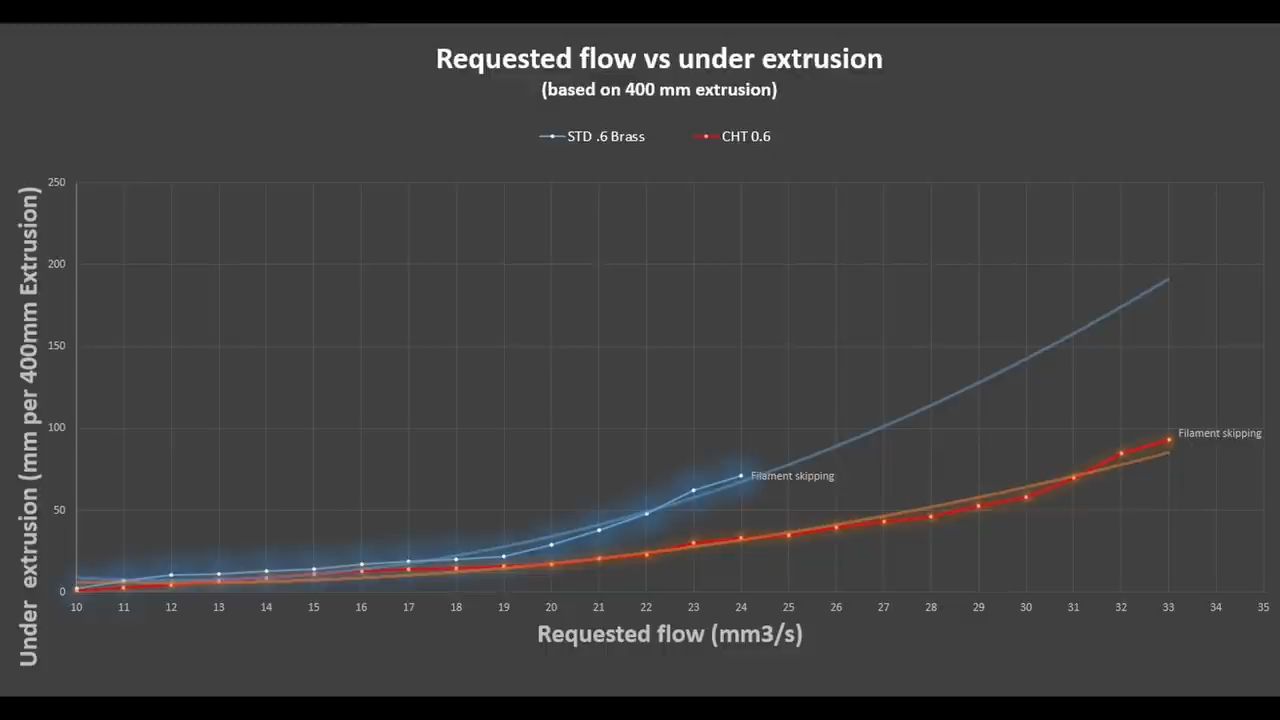 Requested flow vs under extrusion
(based on 400 mm extrusion)
STD .6 Brass
CHT 0.6
Under  extrusion (mm per 400mm Extrusion)
250
200
150
100
50
0
Filament skipping
Filament skipping
10 11 12 13 14 15 16 17 18 19 20 21 22 23 24 25 26 27 28 29 30 31 32 33 34 35
Requested flow (mm3/s)